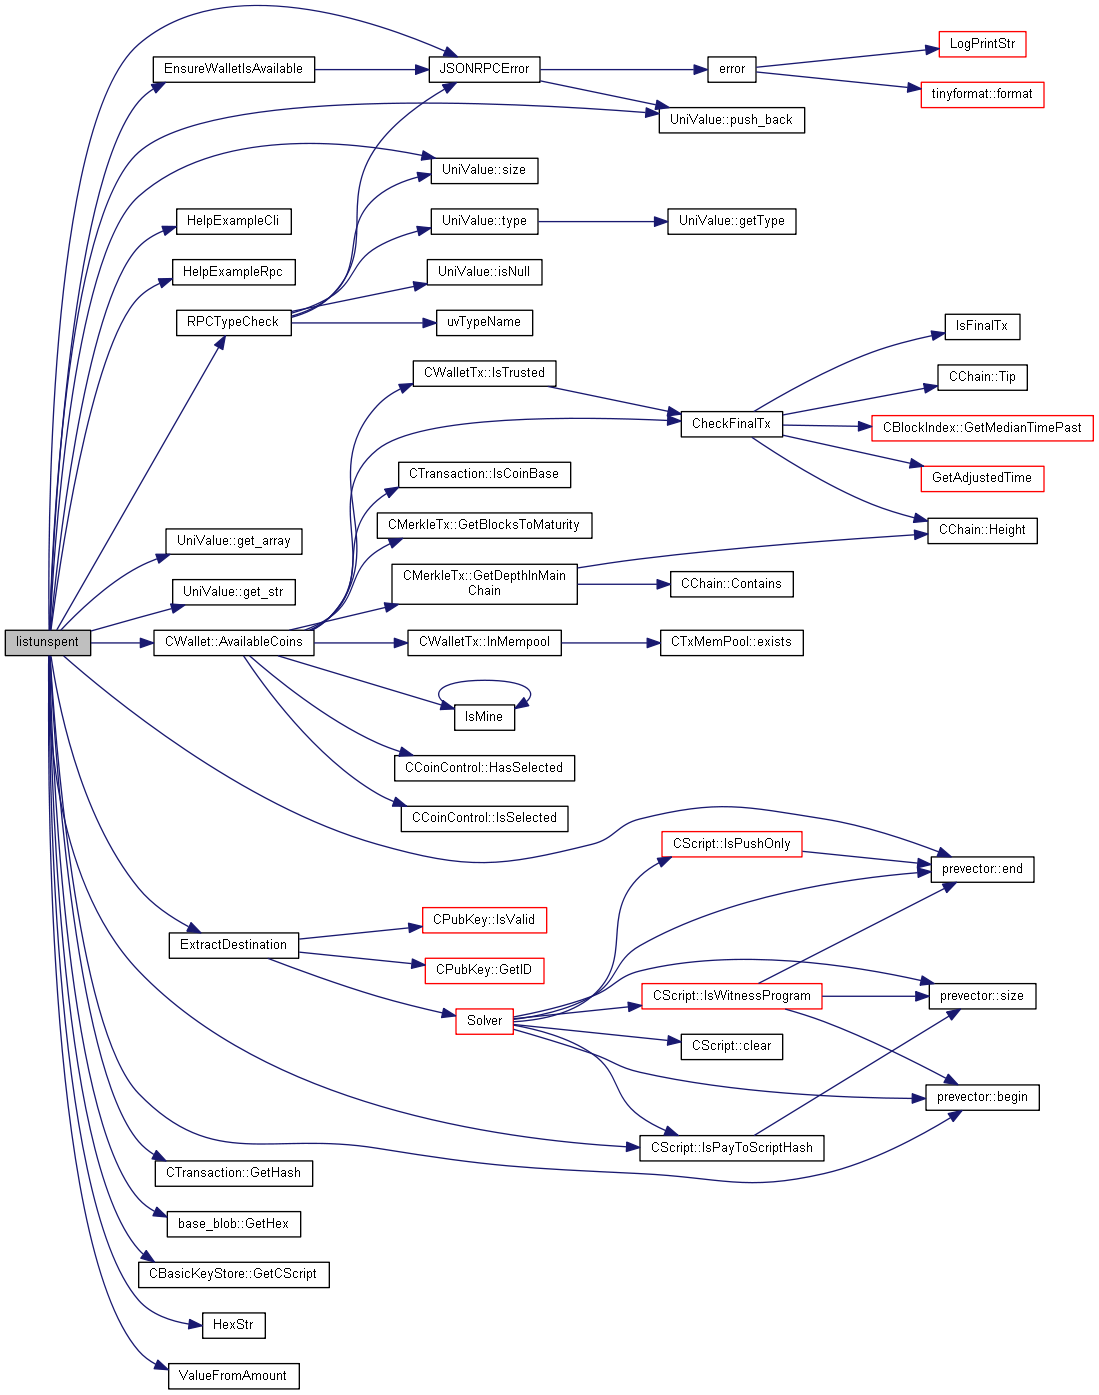 LogPrintStr
EnsureWalletIsAvailable
JSONRPCError
error
tinyformat::format
UniValue::push_back
UniValue::size
HelpExampleCli
UniValue::type
UniValue::getType
HelpExampleRpc
UniValue::isNull
RPCTypeCheck
uvTypeName
IsFinalTx
CWalletTx::IsTrusted
CChain::Tip
CheckFinalTx
CBlockIndex::GetMedianTimePast
CTransaction::IsCoinBase
GetAdjustedTime
CMerkleTx::GetBlocksToMaturity
CChain::Height
UniValue::get_array
CMerkleTx::GetDepthInMain
Chain
CChain::Contains
UniValue::get_str
listunspent
CWallet::AvailableCoins
CWalletTx::InMempool
CTxMemPool::exists
IsMine
CCoinControl::HasSelected
CCoinControl::IsSelected
CScript::IsPushOnly
prevector::end
CPubKey::IsValid
ExtractDestination
CPubKey::GetID
CScript::IsWitnessProgram
prevector::size
Solver
CScript::clear
prevector::begin
CScript::IsPayToScriptHash
CTransaction::GetHash
base_blob::GetHex
CBasicKeyStore::GetCScript
HexStr
ValueFromAmount